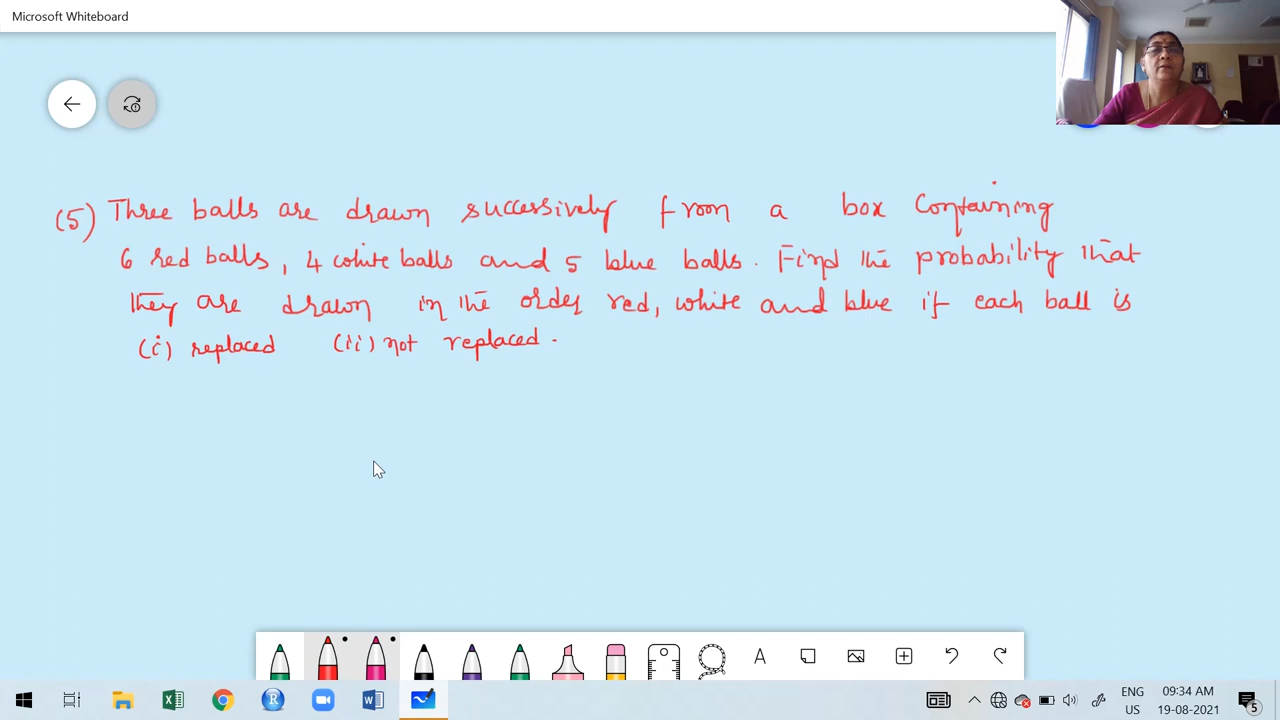 Microsoft Whiteboard
(5) Three balls are drawn successively from a box containing
6 red balls, 4 white balls and 5 blue balls. Find the probability that
they are drawn in the order red, white and blue if each ball is
(i) replaced (ii) not replaced.
A
ENG
US
09:34 AM
19-08-2021
5